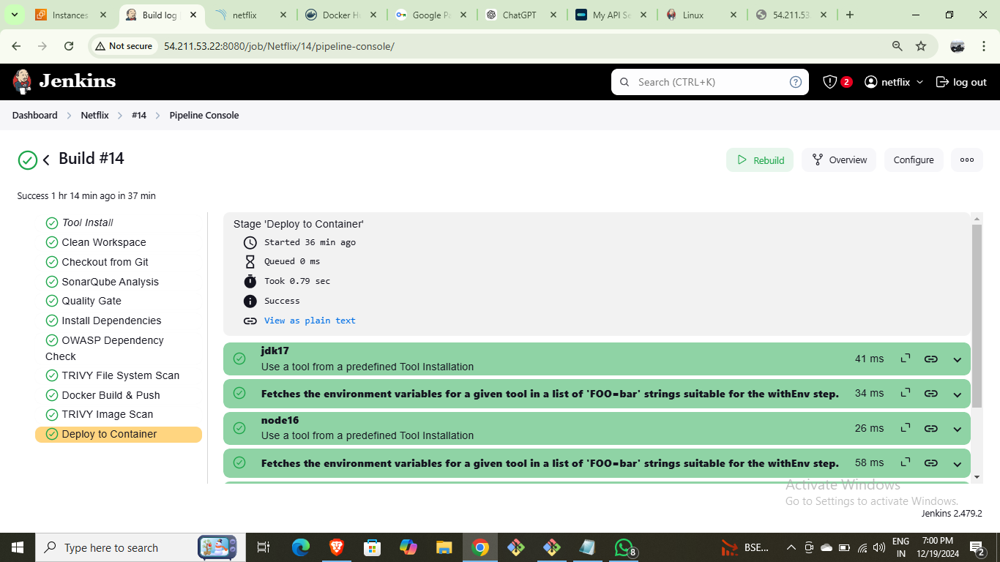 Instances
Build log
netflix
Docker H
Google Pa
ChatGPT
My API Se
Linux
54.211.53.
Not secure
54.211.53.22:8080/job/Netflix/14/pipeline-console/
Jenkins
Search (CTRL+K)
?
2
netflix
log out
Dashboard
Netflix
#14
Pipeline Console
Build #14
Rebuild
Overview
Configure
Success 1 hr 14 min ago in 37 min
Tool Install
Clean Workspace
Checkout from Git
SonarQube Analysis
Quality Gate
Install Dependencies
OWASP Dependency
Check
TRIVY File System Scan
Docker Build & Push
TRIVY Image Scan
Deploy to Container
Stage 'Deploy to Container'
Started 36 min ago
Queued 0 ms
Took 0.79 sec
Success
View as plain text
jdk17
Use a tool from a predefined Tool Installation
41 ms
Fetches the environment variables for a given tool in a list of 'FOO=bar' strings suitable for the withEnv step.
34 ms
node16
Use a tool from a predefined Tool Installation
26 ms
Fetches the environment variables for a given tool in a list of 'FOO=bar' strings suitable for the withEnv step.
58 ms
Activate Windows
Go to Settings to activate Windows.
Jenkins 2.479.2
Type here to search
8
BSE...
ENG
IN
7:00 PM
12/19/2024
2